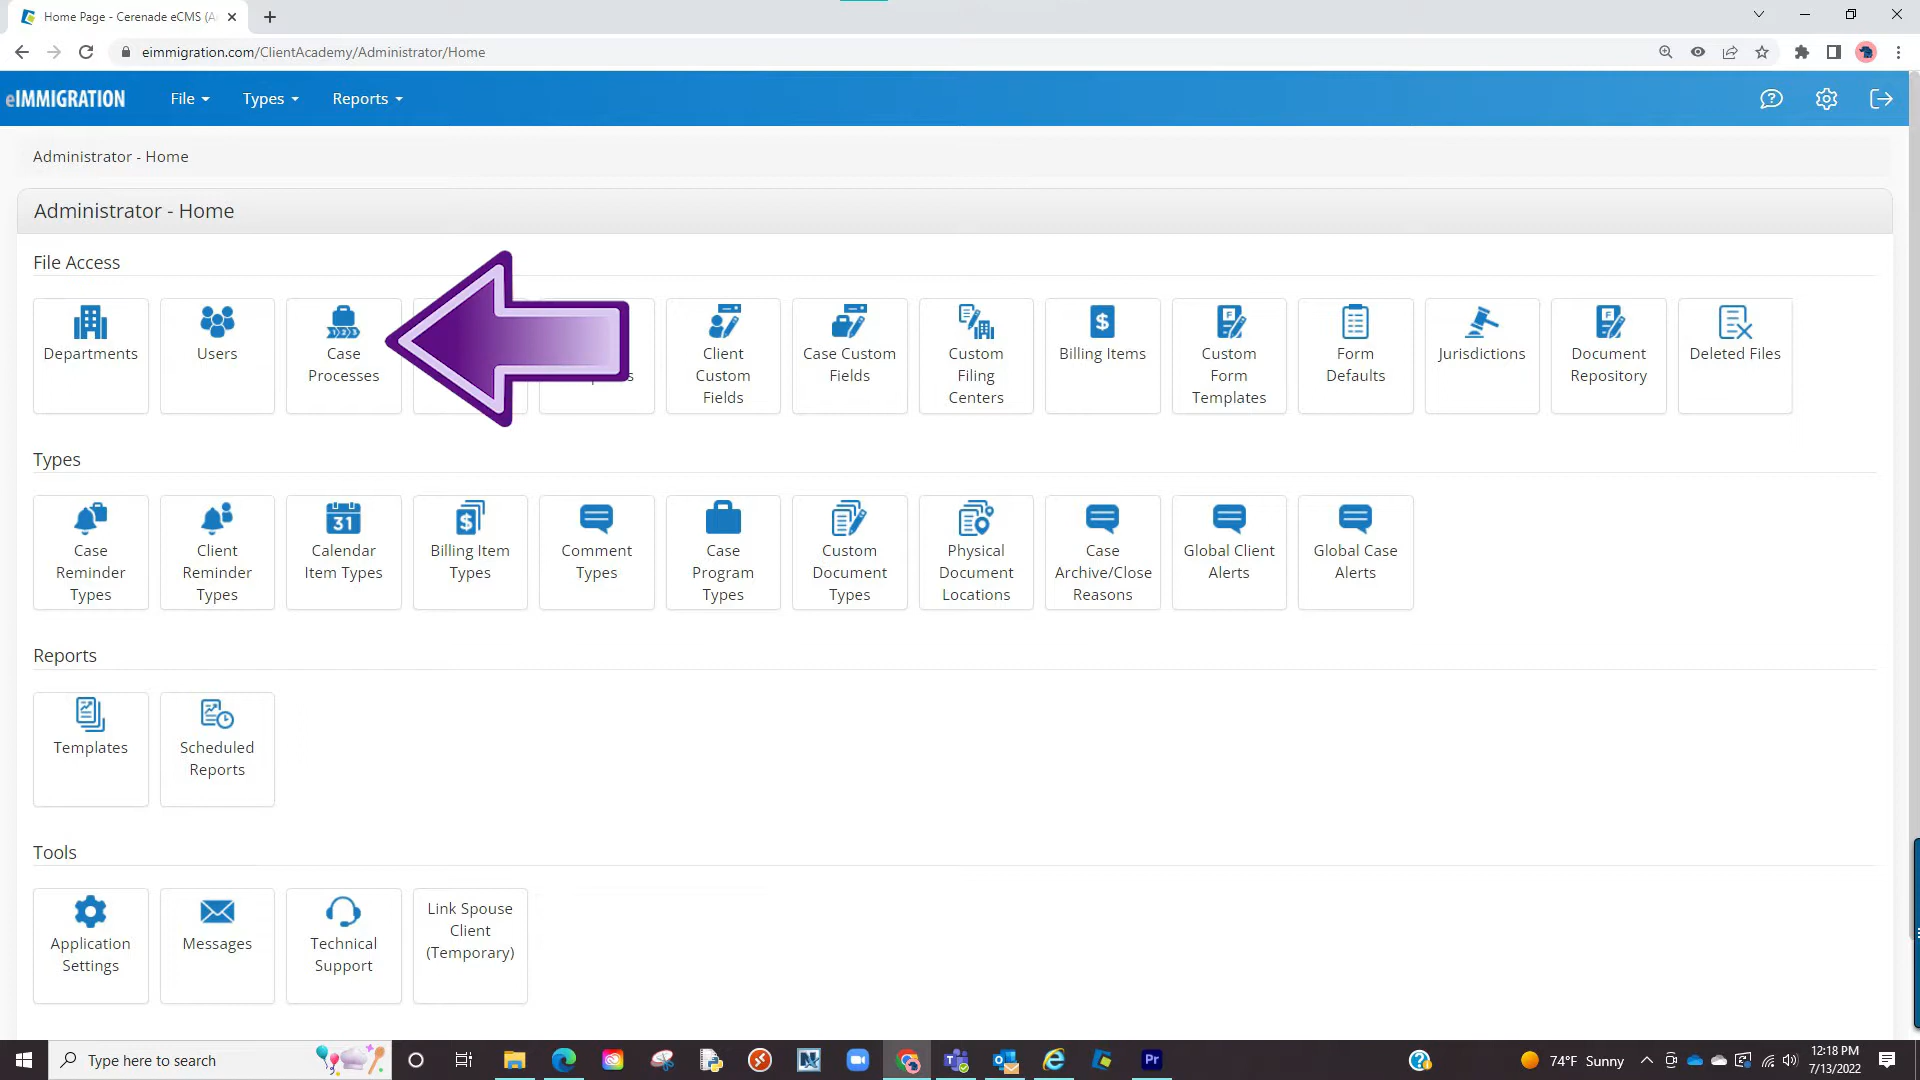 Home Page - Cerenade eCMS (A
eimmigration.com/ClientAcademy/Administrator/Home
eIMMIGRATION File Types Reports
Administrator - Home
Administrator - Home
File Access
Departments
Users
Case
Processes
Client
Custom
Fields
Case Custom
Fields
Custom
Filing
Centers
Billing Items
Custom
Form
Templates
Form
Defaults
Jurisdictions
Document
Repository
Deleted Files
Types
Case
Reminder
Types
Client
Reminder
Types
31
Calendar
Item Types
Billing Item
Types
Comment
Types
Case
Program
Types
Custom
Document
Types
Physical
Document
Locations
Case
Archive/Close
Reasons
Global Client
Alerts
Global Case
Alerts
Reports
Templates
Scheduled
Reports
Tools
Application
Settings
Messages
Technical
Support
Link Spouse
Client
(Temporary)
Type here to search
Pr
74°F Sunny
12:18 PM
7/13/2022